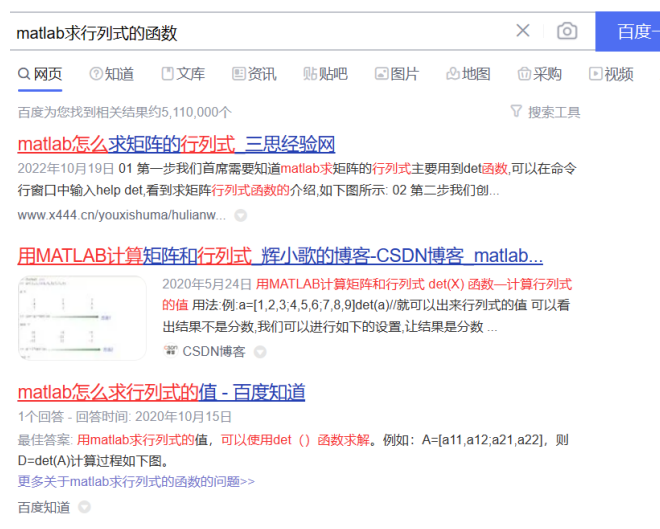 matlab求行列式的函数
百度一
网页 知道 文库 资讯 贴吧 图片 地图 采购 视频
百度为您找到相关结果约5,110,000个 搜索工具
matlab怎么求矩阵的行列式_三思经验网
2022年10月19日 01 第一步我们首席需要知道matlab求矩阵的行列式主要用到det函数,可以在命令
行窗口中输入help det,看到求矩阵行列式函数的介绍,如下图所示: 02 第二步我们创...
www.x444.cn/youxishuma/hulianw...
用MATLAB计算矩阵和行列式_辉小歌的博客-CSDN博客_matlab...
2020年5月24日 用MATLAB计算矩阵和行列式 det(X) 函数—计算行列式
的值 用法:例:a=[1,2,3;4,5,6;7,8,9]det(a)//就可以出来行列式的值 可以看
出结果不是分数,我们可以进行如下的设置,让结果是分数 ...
CSDN博客
matlab怎么求行列式的值 - 百度知道
1个回答 - 回答时间: 2020年10月15日
最佳答案: 用matlab求行列式的值，可以使用det（）函数求解。例如：A=[a11,a12;a21,a22]，则
D=det(A)计算过程如下图。
更多关于matlab求行列式的函数的问题>>
百度知道